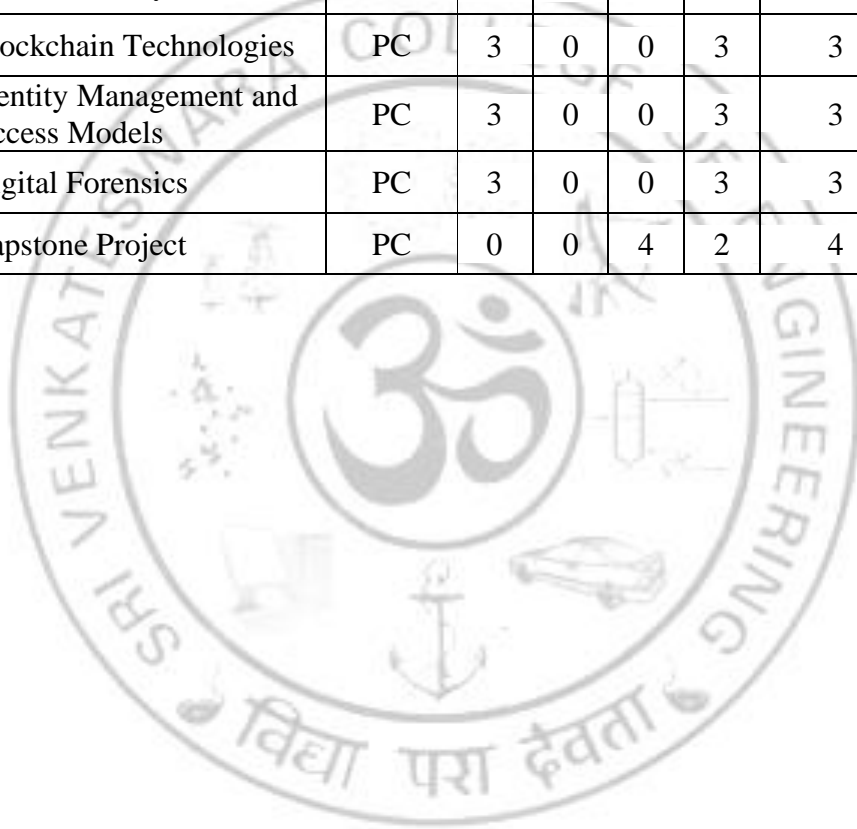 ockchain Technologies PC 3 0 0 3 3
entity Management and
ccess Models PC 3 0 0 3 3
gital Forensics PC 3 0 0 3 3
apstone Project PC 0 0 4 2 4
SRI VENKATESWARA COLLEGE OF ENGINEERING
विद्या परा देवता
ॐ